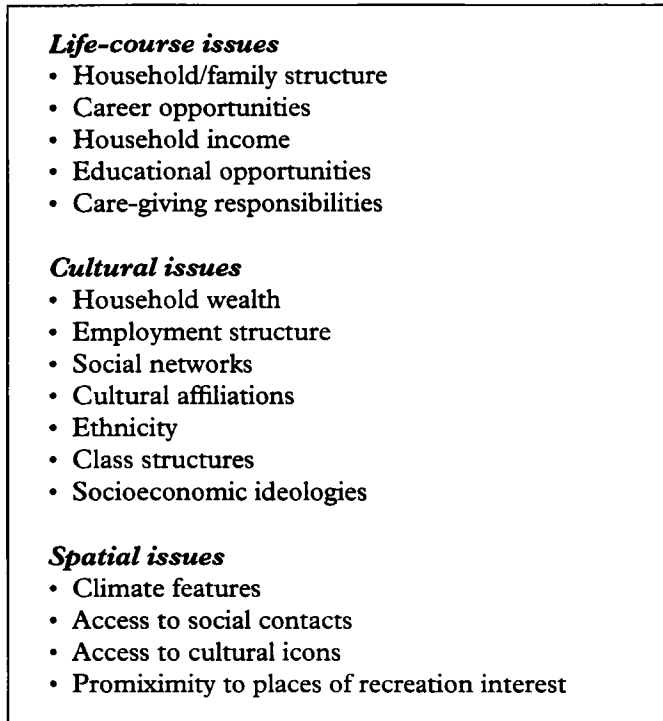 Life-course issues
• Household/family structure
• Career opportunities
• Household income
• Educational opportunities
• Care-giving responsibilities
Cultural issues
• Household wealth
• Employment structure
• Social networks
• Cultural affiliations
• Ethnicity
• Class structures
• Socioeconomic ideologies
Spatial issues
• Climate features
• Access to social contacts
• Access to cultural icons
• Promiximity to places of recreation interest